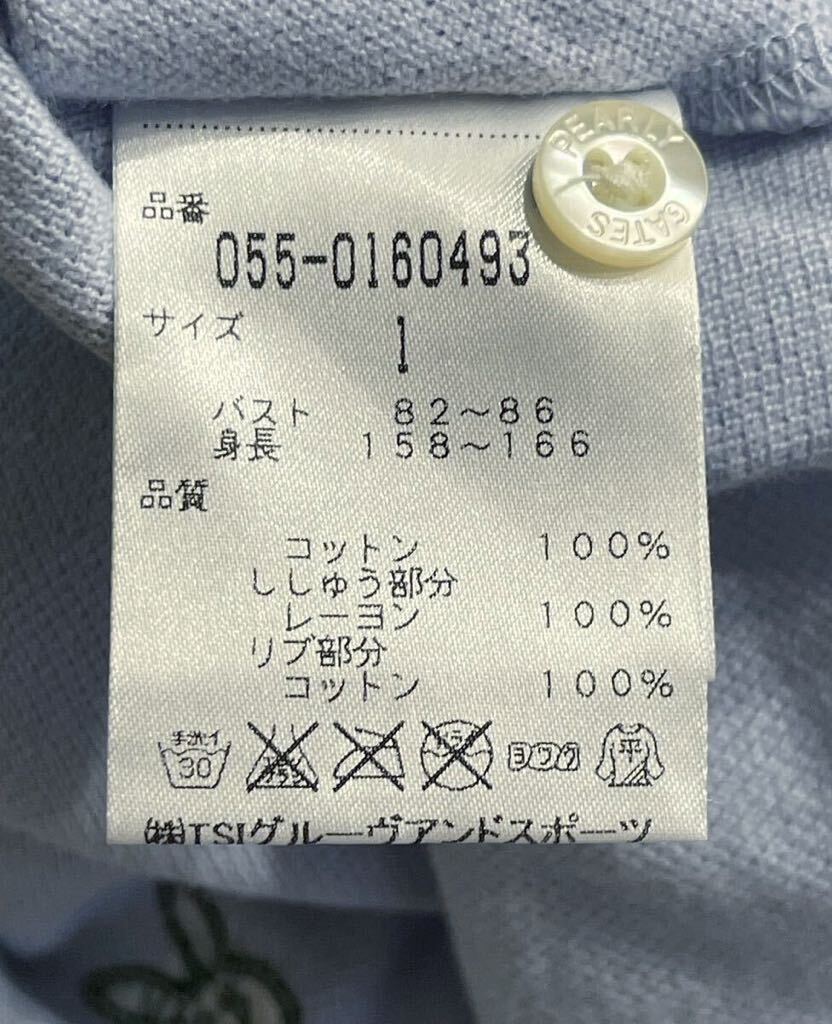 PEARLY
GATES
品番
055-0160493
サイズ
1
バスト 82~86
身長 158~166
品質
コットン 100%
ししゅう部分
レーヨン 100%
リブ部分
コットン 100%
手洗イ
30
ヨワク
平
㈱TSIグルーヴアンドスポーツ